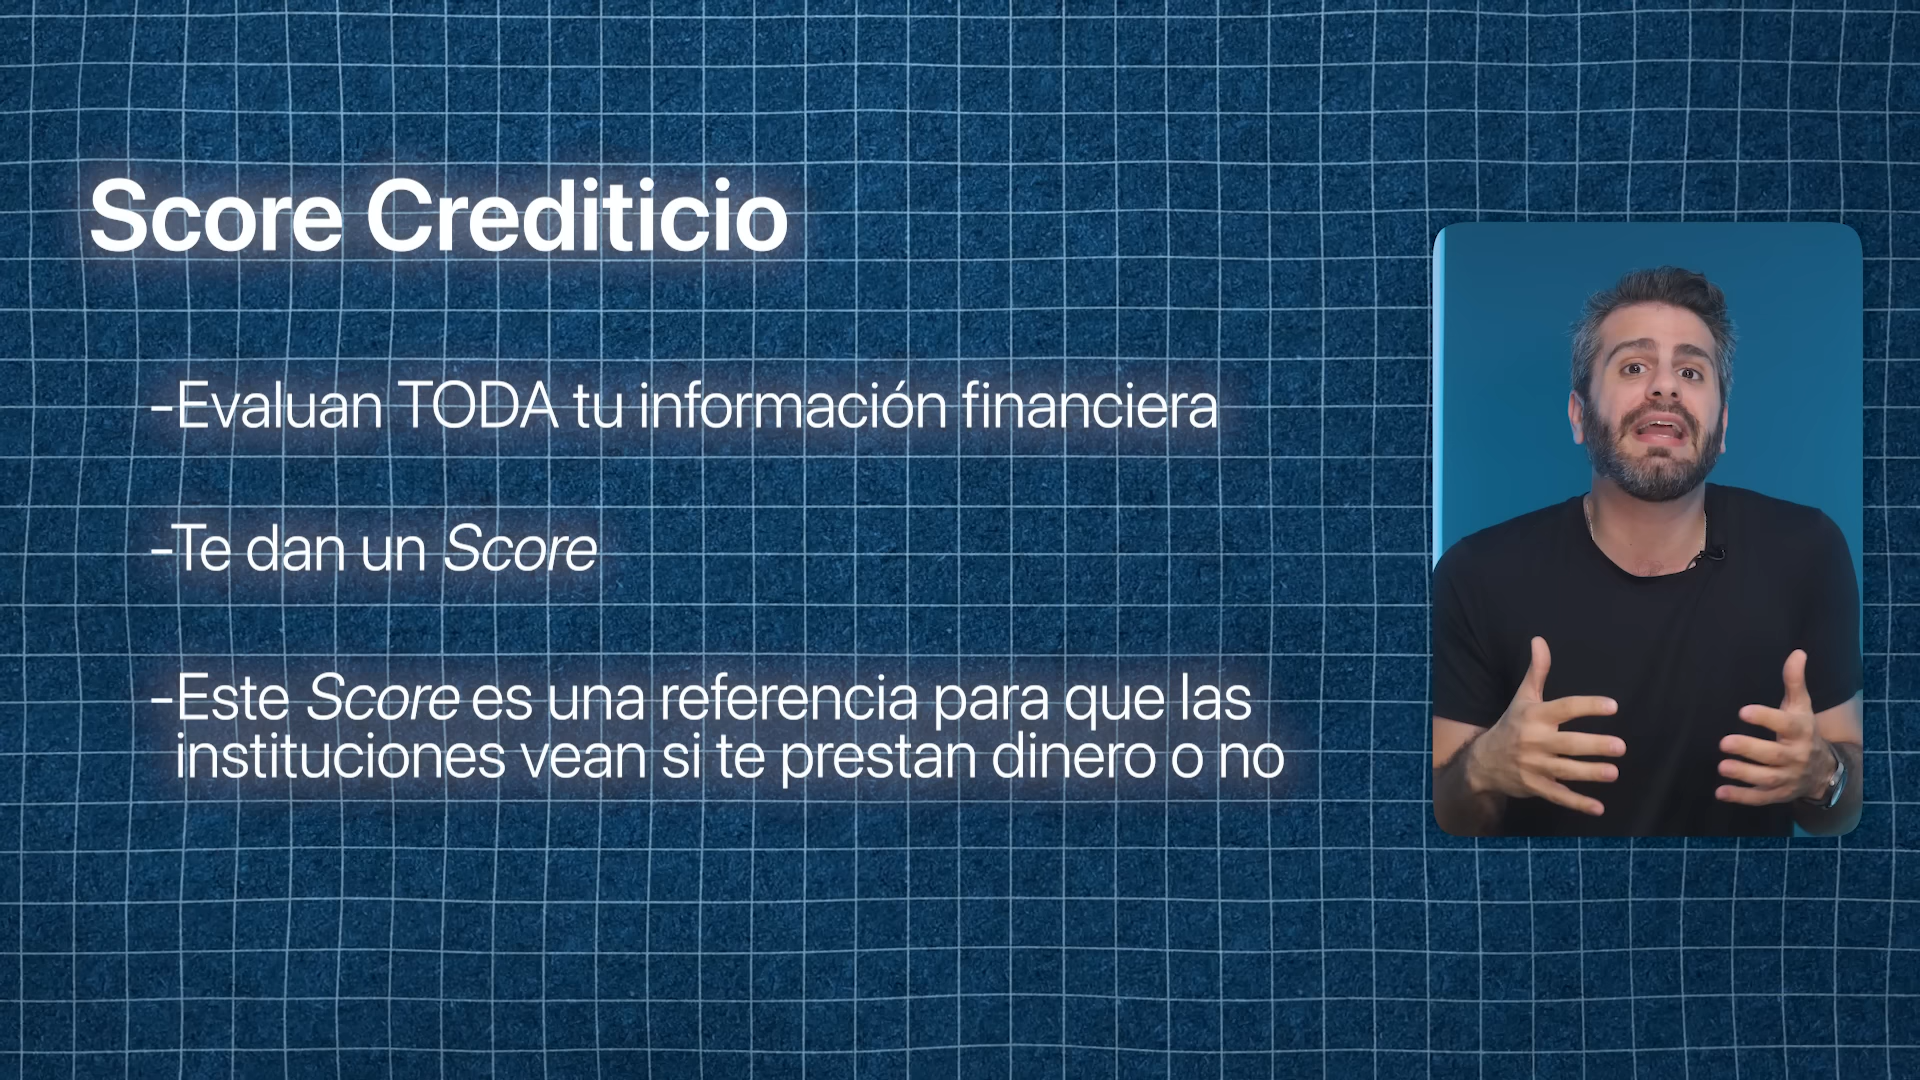 Score Crediticio
-Evaluan TODA tu información financiera
-Te dan un Score
-Este Score es una referencia para que las
instituciones vean si te prestan dinero o no